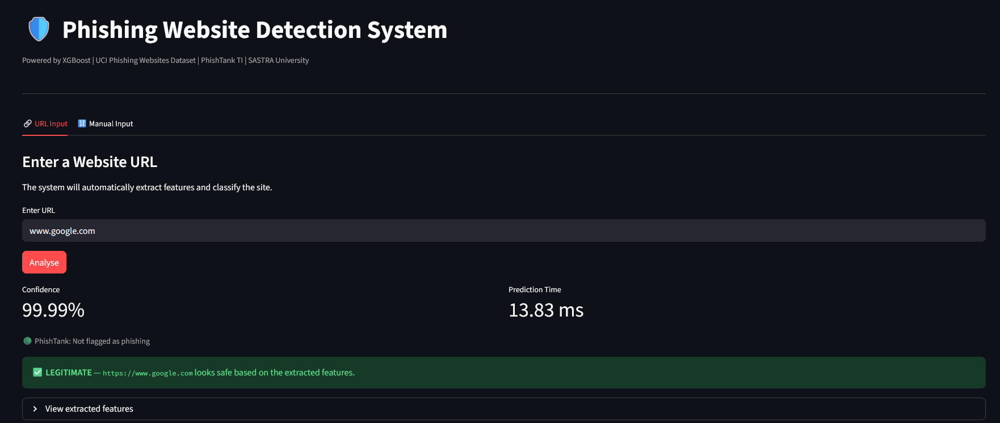 Phishing Website Detection System
Powered by XGBoost | UCI Phishing Websites Dataset | PhishTank TI | SASTRA University
URL Input
Manual Input
Enter a Website URL
The system will automatically extract features and classify the site.
Enter URL
www.google.com
Analyse
Confidence
Prediction Time
99.99%
13.83 ms
PhishTank: Not flagged as phishing
LEGITIMATE — https://www.google.com looks safe based on the extracted features.
View extracted features